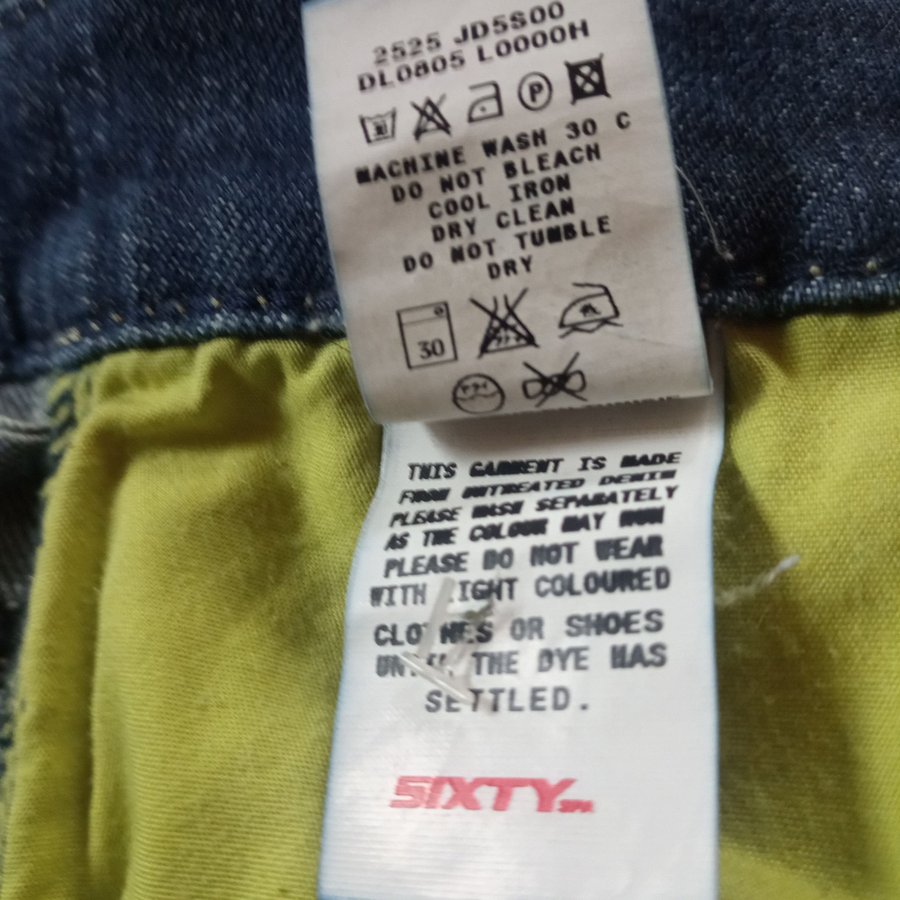 2525 JD5S00
DL0805 L0000H
P
MACHINE WASH 30 C
DO NOT BLEACH
COOL IRON
DRY CLEAN
DO NOT TUMBLE
DRY
30
THIS GARMENT IS MADE
FROM UNTREATED DENIM
PLEASE WASH SEPARATELY
AS THE COLOUR MAY RUN
PLEASE DO NOT WEAR
WITH LIGHT COLOURED
CLOTHES OR SHOES
UNTIL THE DYE HAS
SETTLED.
SIXTY SPA